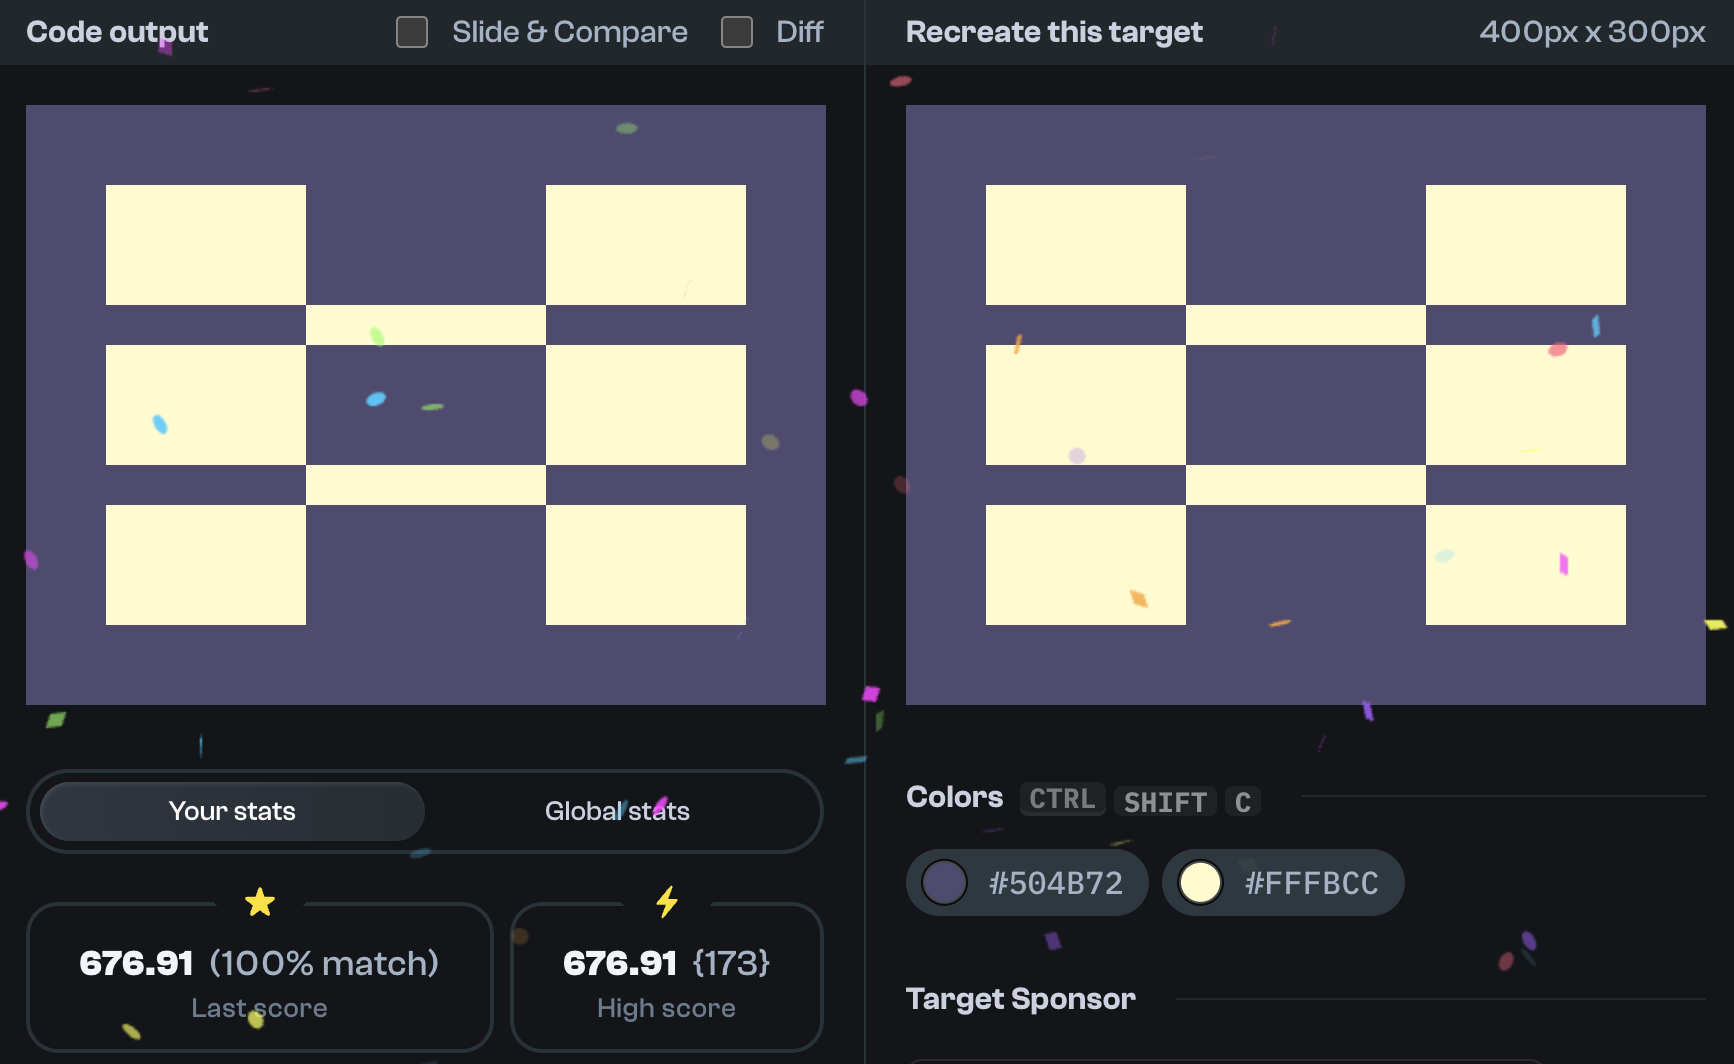 Code output
Slide & Compare
Diff
Recreate this target
400px x 300px
Your stats
Global stats
Colors
CTRL
SHIFT
C
#504B72
#FFFBCC
676.91 (100% match)
Last score
676.91 {173}
High score
Target Sponsor